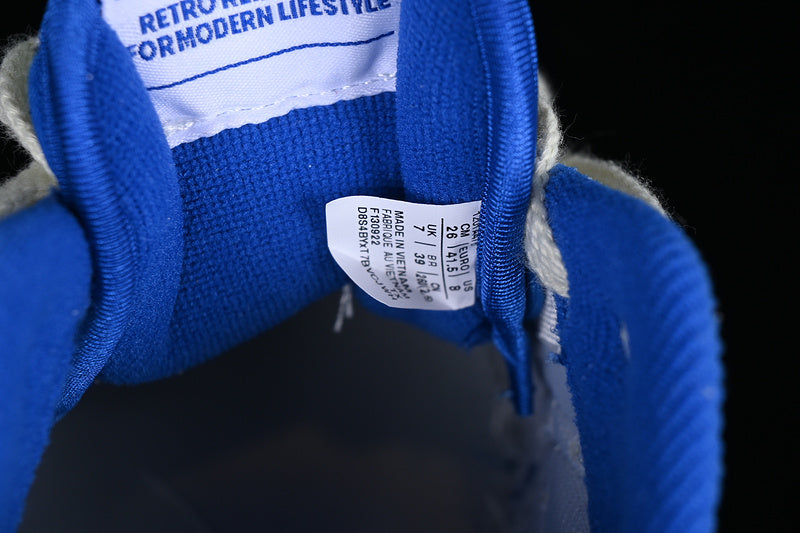 RETRO
FOR MODERN LIFESTYLE
CM EURO US
26 41.5 8
UK BR CN
7 39
MADE IN VIETNAM
FABRIQUE AU VIETNAM
F130922